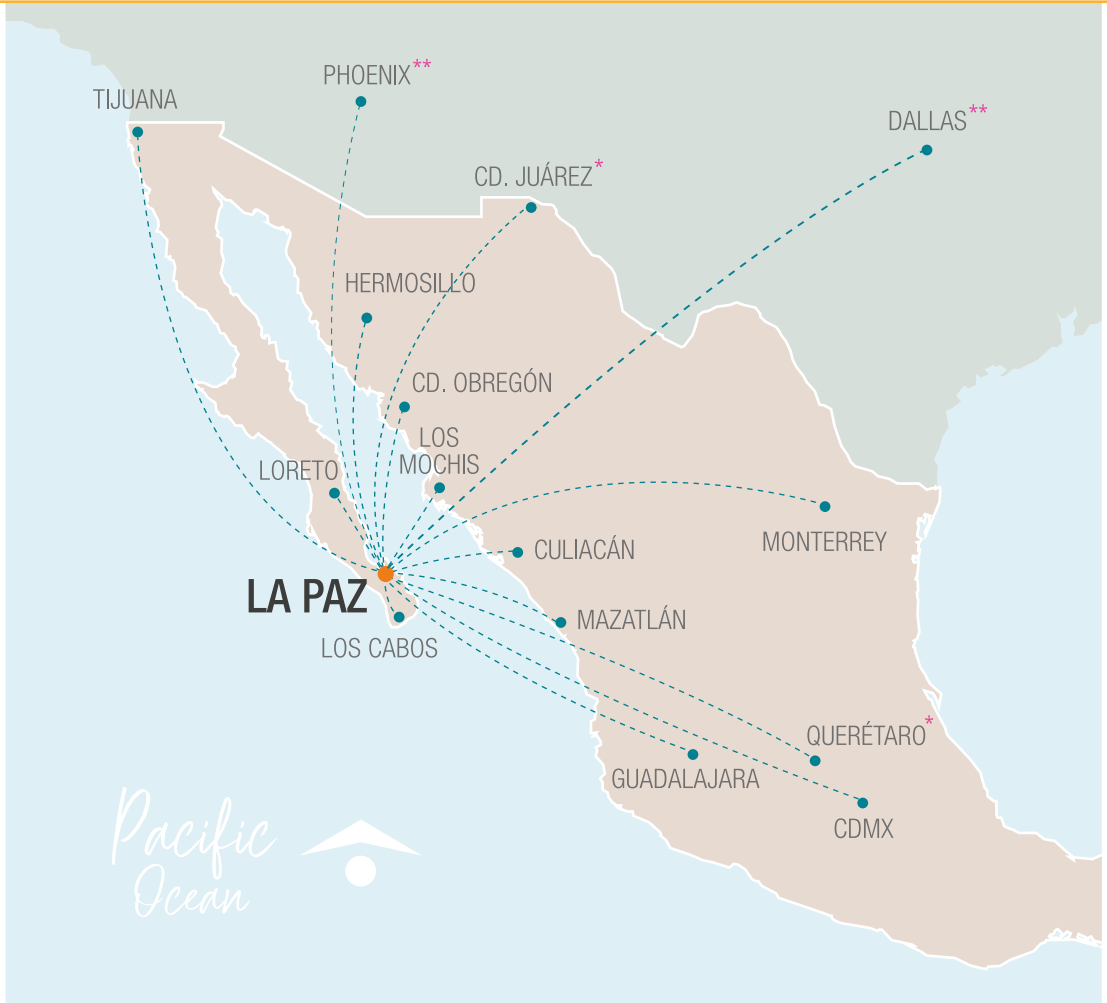 PHOENIX**
TIJUANA
DALLAS**
CD. JUÁREZ*
HERMOSILLO
CD. OBREGÓN
LOS
MOCHIS
LORETO
MONTERREY
CULIACÁN
LA PAZ
MAZATLÁN
LOS CABOS
QUERÉTARO*
GUADALAJARA
CDMX
Pacific
Ocean